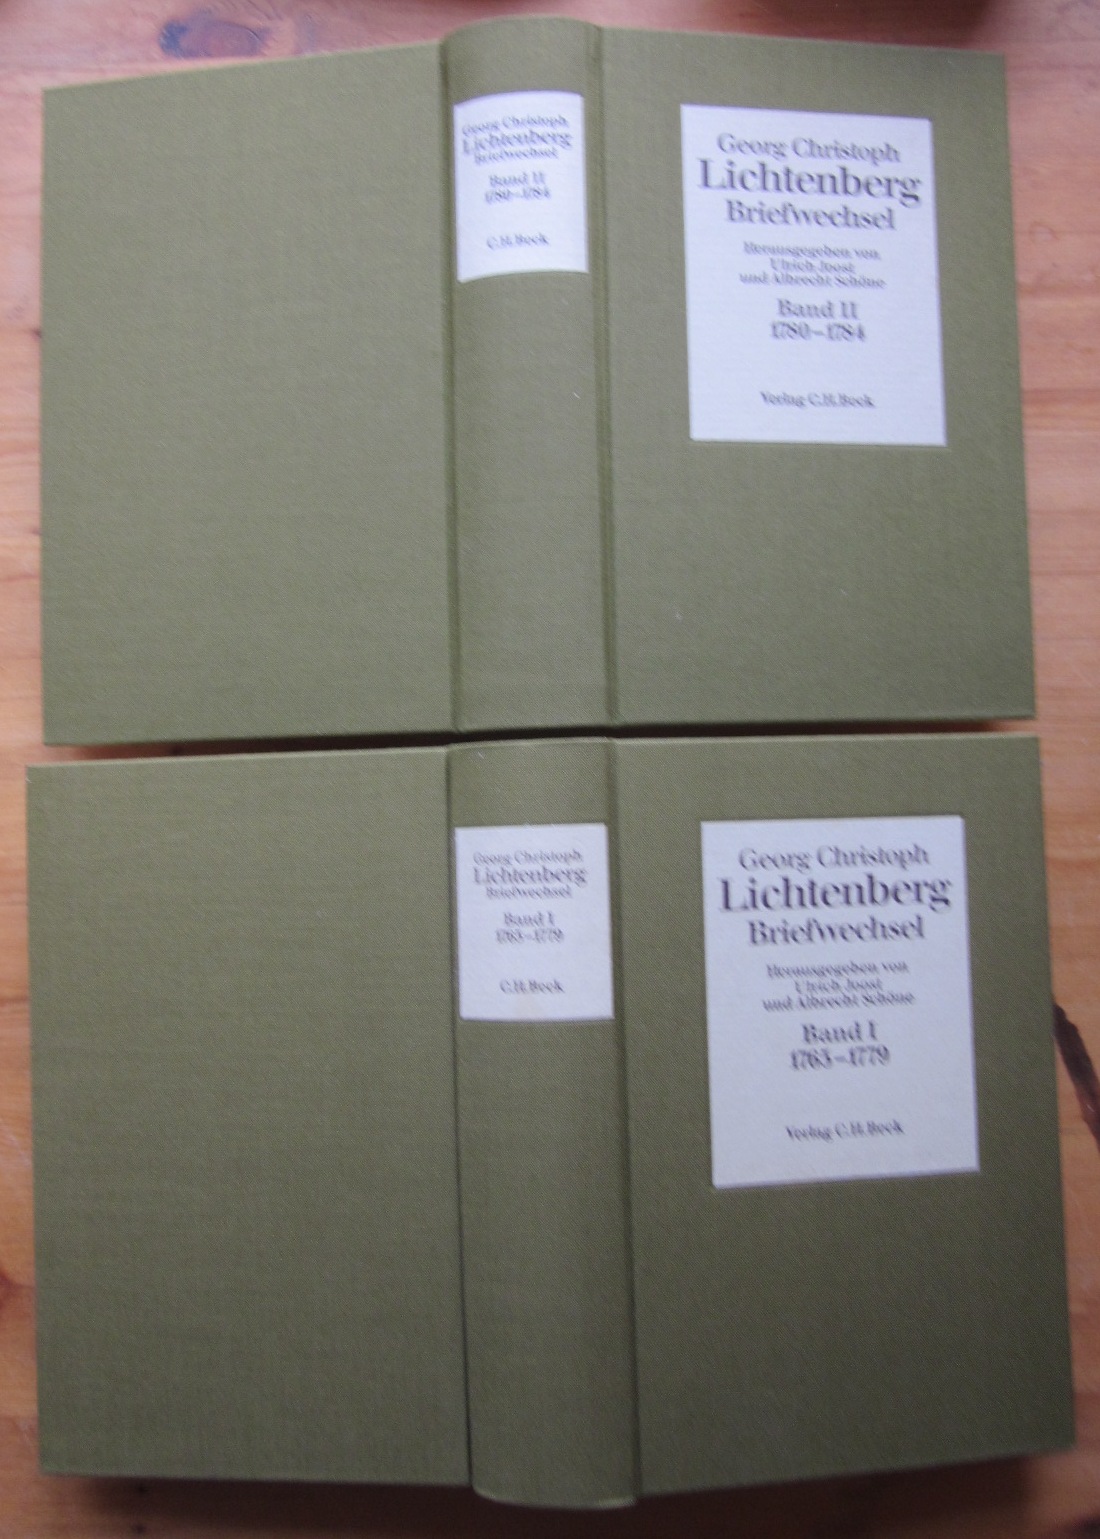 Georg Christoph
Lichtenberg
Briefwechsel
Band II
1780–1784
C.H.Beck
Georg Christoph
Lichtenberg
Briefwechsel
Herausgegeben von
Ulrich Joost
und Albrecht Schöne
Band II
1780–1784
Verlag C.H.Beck
Georg Christoph
Lichtenberg
Briefwechsel
Band I
1765–1779
C.H.Beck
Georg Christoph
Lichtenberg
Briefwechsel
Herausgegeben von
Ulrich Joost
und Albrecht Schöne
Band I
1765–1779
Verlag C.H.Beck